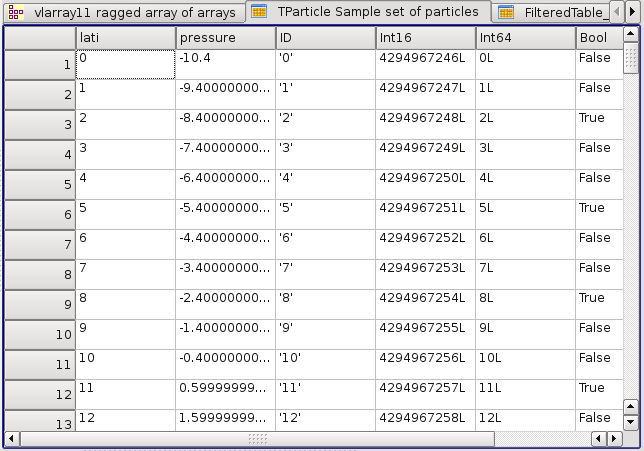 vlarray11 ragged array of arrays TParticle Sample set of particles FilteredTable_
lati pressure ID Int16 Int64 Bool
1 0 -10.4 '0' 4294967246L 0L False
2 1 -9.40000000... '1' 4294967247L 1L False
3 2 -8.40000000... '2' 4294967248L 2L True
4 3 -7.40000000... '3' 4294967249L 3L False
5 4 -6.40000000... '4' 4294967250L 4L False
6 5 -5.40000000... '5' 4294967251L 5L True
7 6 -4.40000000... '6' 4294967252L 6L False
8 7 -3.40000000... '7' 4294967253L 7L False
9 8 -2.40000000... '8' 4294967254L 8L True
10 9 -1.40000000... '9' 4294967255L 9L False
11 10 -0.40000000... '10' 4294967256L 10L False
12 11 0.59999999... '11' 4294967257L 11L True
13 12 1.59999999... '12' 4294967258L 12L False